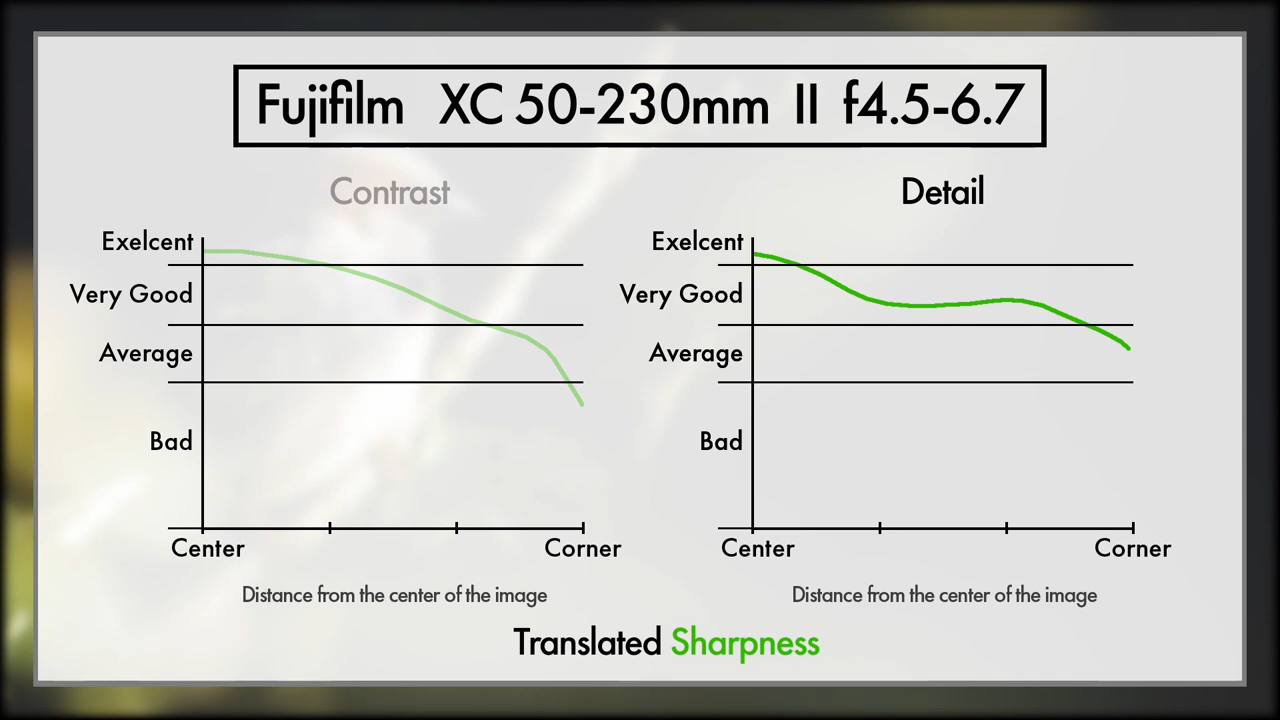 Fujifilm XC 50-230mm II f4.5-6.7
Contrast
Exelcent
Very Good
Average
Bad
Center Corner
Distance from the center of the image
Detail
Exelcent
Very Good
Average
Bad
Center Corner
Distance from the center of the image
Translated Sharpness